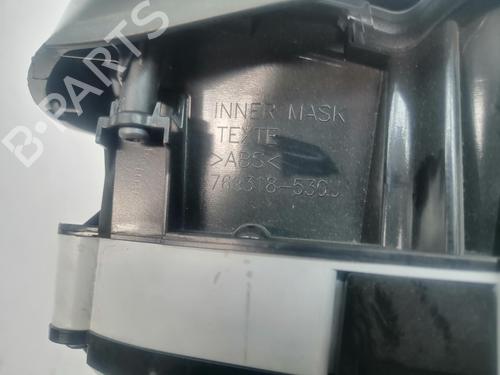 INNER MASK
TEXTE
>ABS<
B-PARTS